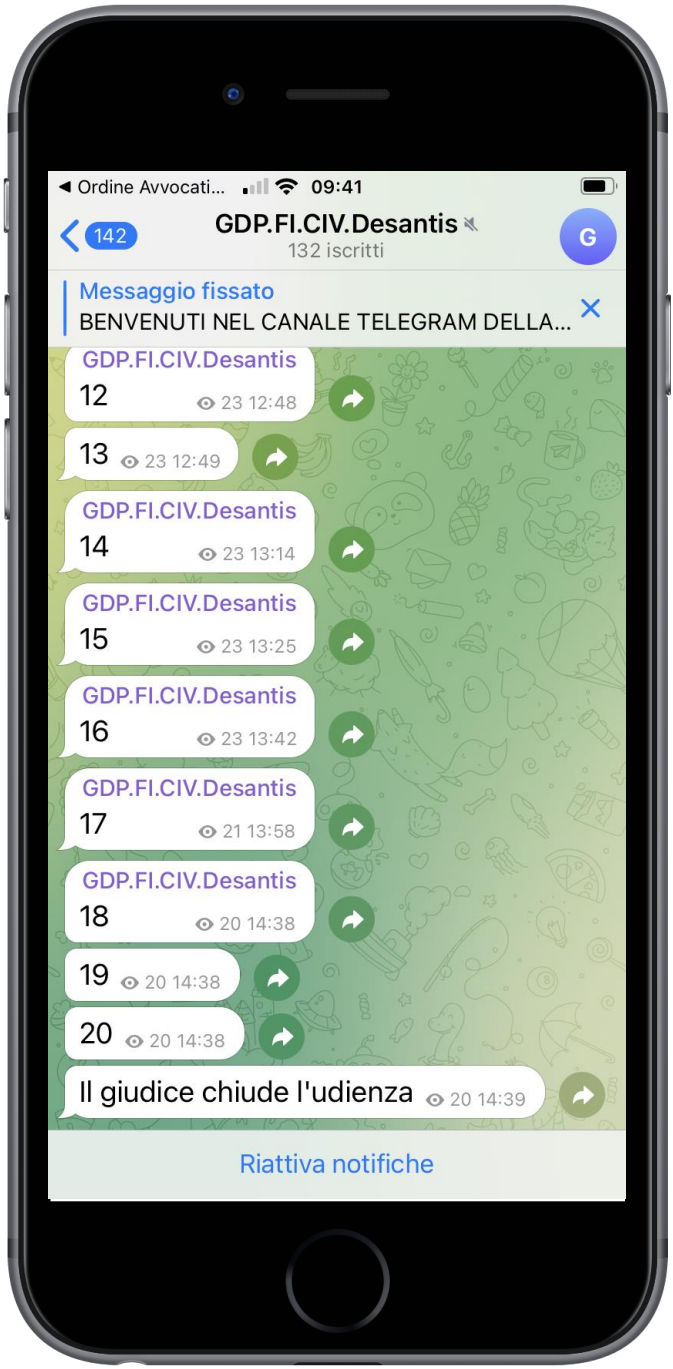 ◀ Ordine Avvocati... 09:41
142
GDP.FI.CIV.Desantis
132 iscritti
G
Messaggio fissato
BENVENUTI NEL CANALE TELEGRAM DELLA...
GDP.FI.CIV.Desantis
12 23 12:48
13 23 12:49
GDP.FI.CIV.Desantis
14 23 13:14
GDP.FI.CIV.Desantis
15 23 13:25
GDP.FI.CIV.Desantis
16 23 13:42
GDP.FI.CIV.Desantis
17 21 13:58
GDP.FI.CIV.Desantis
18 20 14:38
19 20 14:38
20 20 14:38
Il giudice chiude l'udienza 20 14:39
Riattiva notifiche